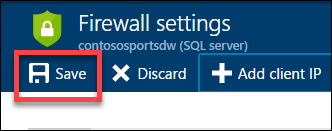 Firewall settings
contososportsdw (SQL server)
Save Discard Add client IP